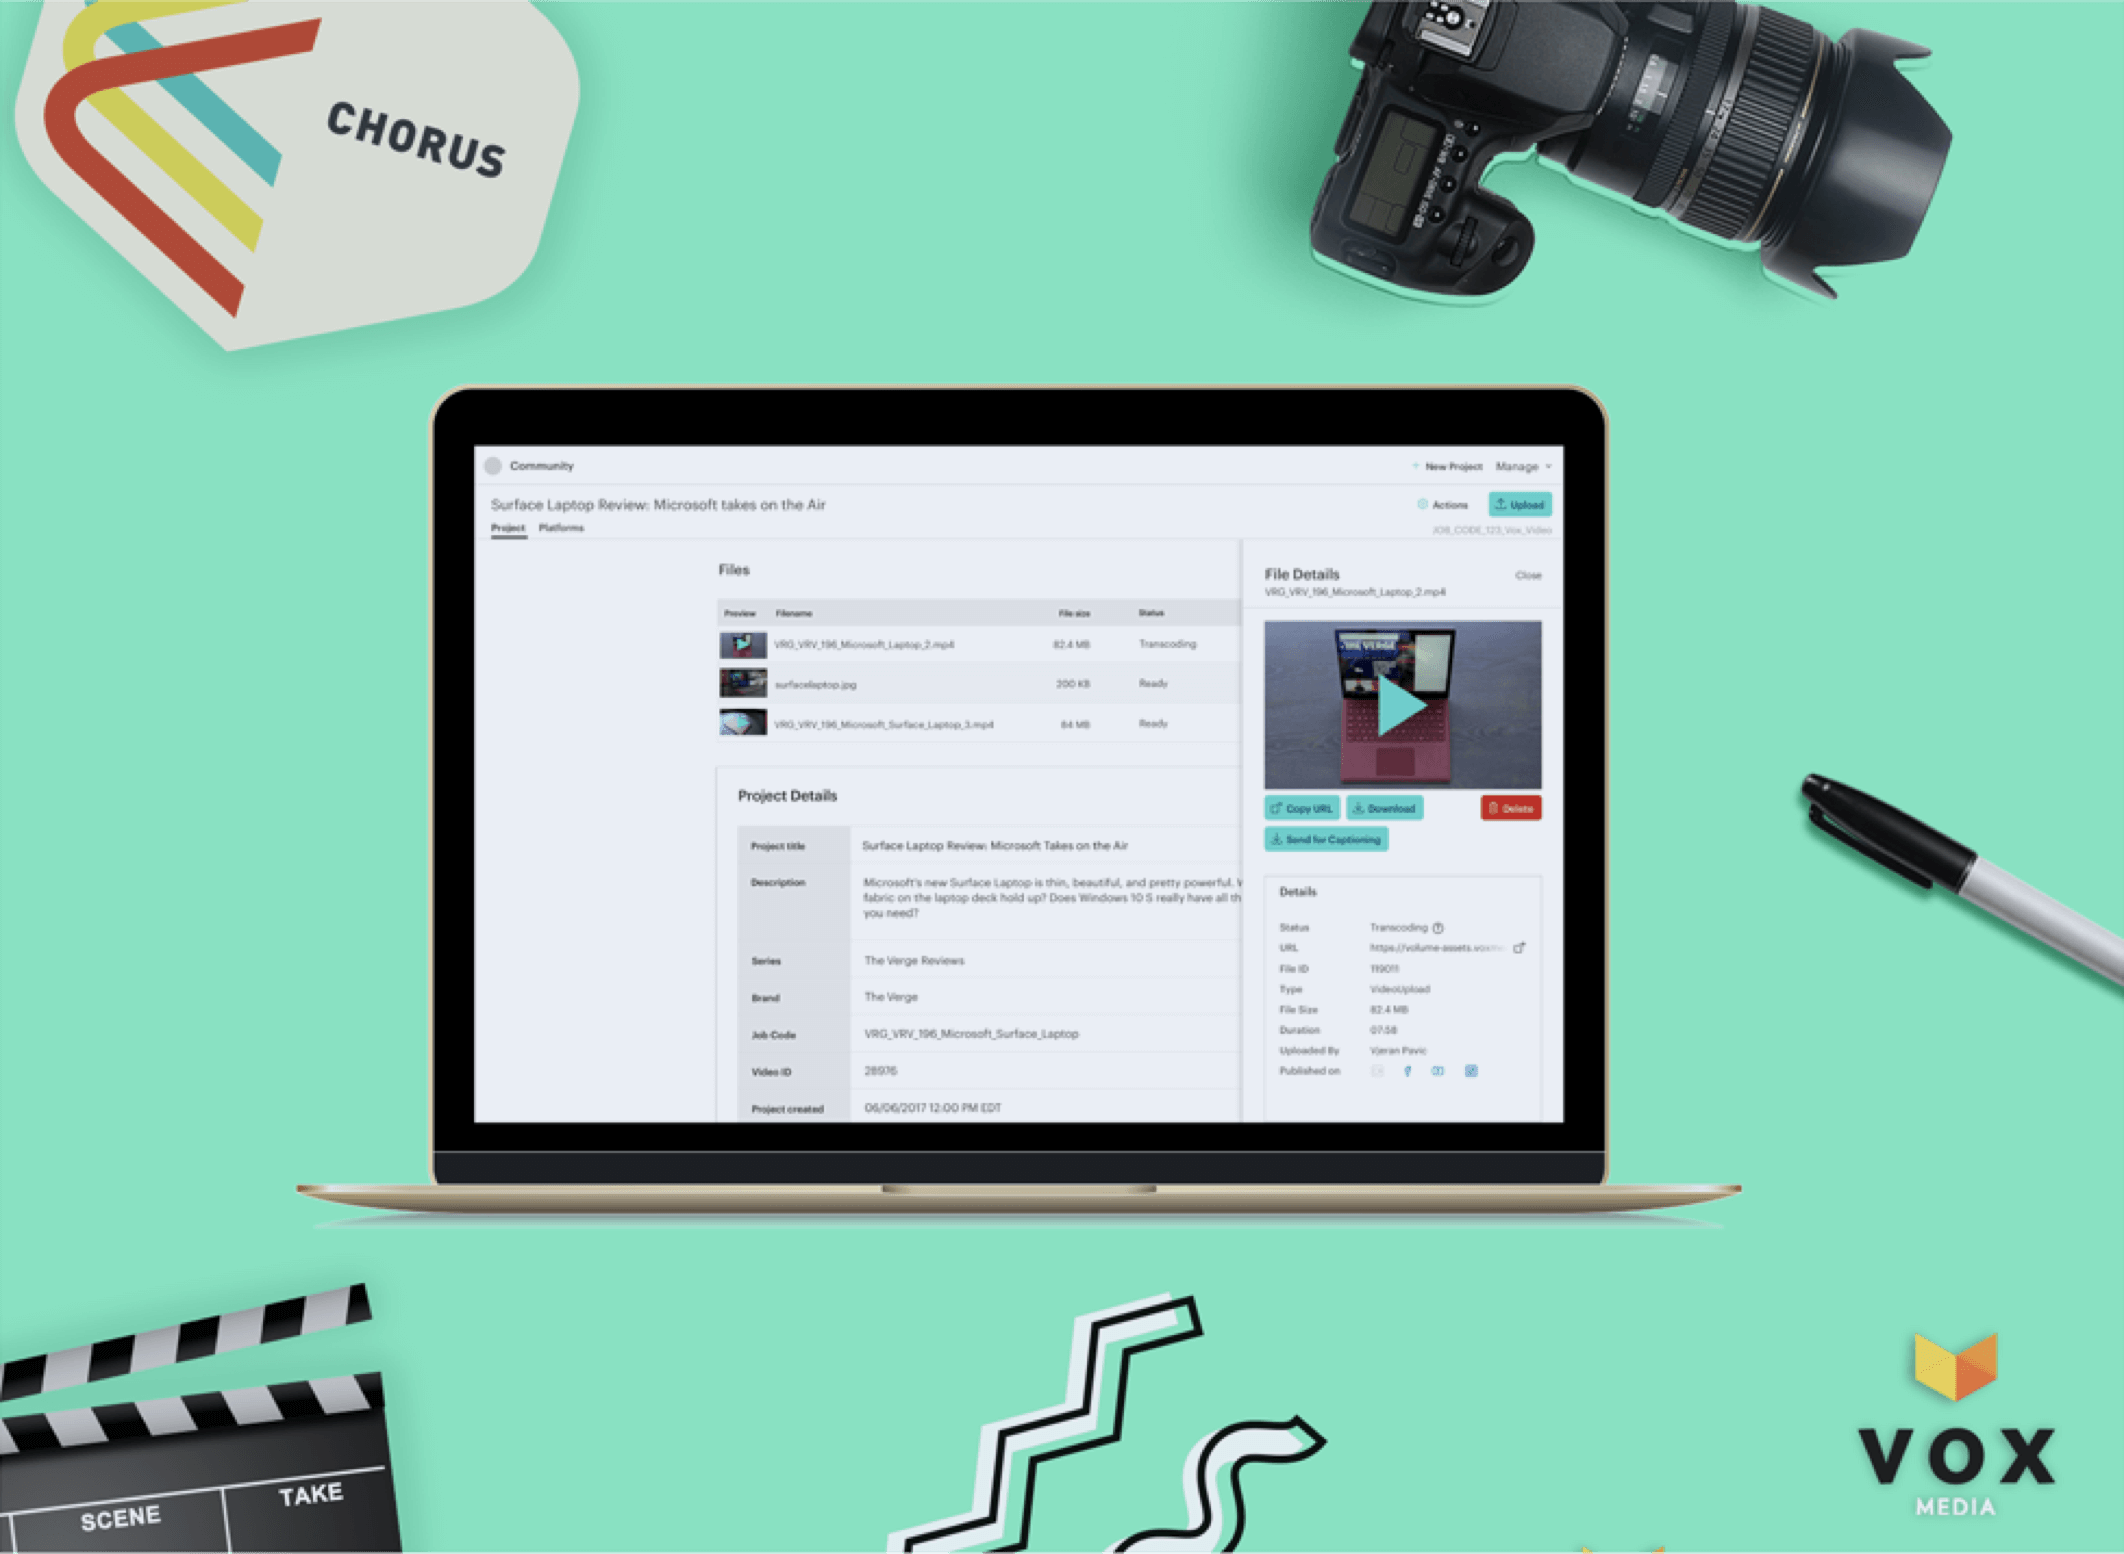 CHORUS
Community
New Project Manage
Surface Laptop Review: Microsoft takes on the Air
Actions Upload
Project Platforms
JOB_CODE_123_Vox_Video
Files
Preview Filename File size Status
VRG_VRV_196_Microsoft_Laptop_2.mp4 82.4 MB Transcoding
surfacelaptop.jpg 200 KB Ready
VRG_VRV_196_Microsoft_Surface_Laptop_3.mp4 84 MB Ready
Project Details
Project title Surface Laptop Review: Microsoft Takes on the Air
Description Microsoft's new Surface Laptop is thin, beautiful, and pretty powerful.
fabric on the laptop deck hold up? Does Windows 10 S really have all th
you need?
Series The Verge Reviews
Brand The Verge
Job Code VRG_VRV_196_Microsoft_Surface_Laptop
Video ID 28976
Project created 06/06/2017 12:00 PM EDT
File Details Close
VRG_VRV_196_Microsoft_Laptop_2.mp4
THE VERGE
Copy URL Download Delete
Send for Captioning
Details
Status Transcoding
URL https://volume-assets.voxm
File ID 119011
Type VideoUpload
File Size 82.4 MB
Duration 07:58
Uploaded By Vjeran Pavic
Published on
SCENE TAKE
VOX
MEDIA